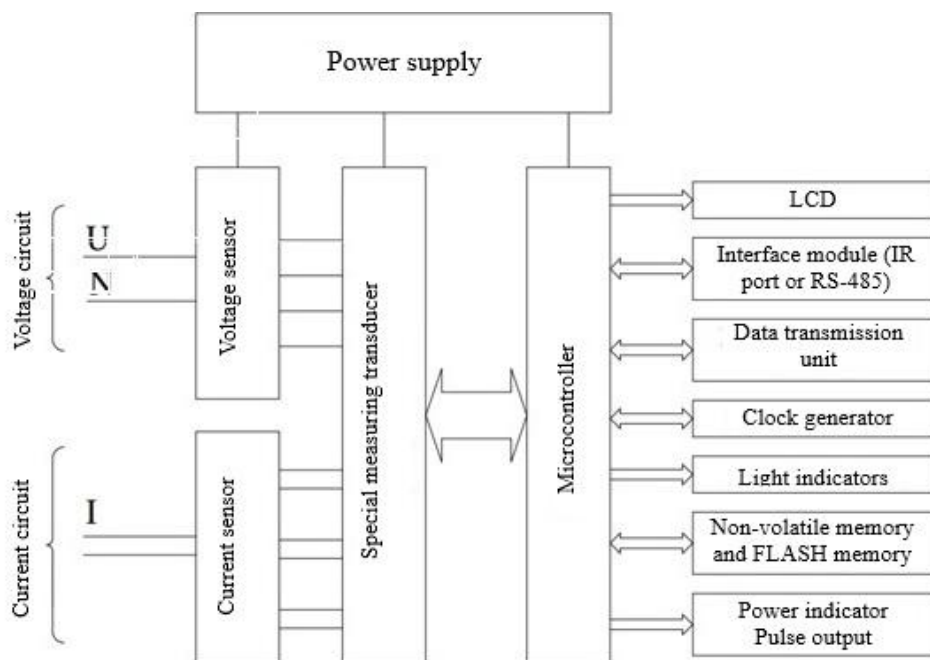 Power supply
Voltage circuit
U
N
Voltage sensor
Current circuit
I
Current sensor
Special measuring transducer
Microcontroller
LCD
Interface module (IR
port or RS-485)
Data transmission
unit
Clock generator
Light indicators
Non-volatile memory
and FLASH memory
Power indicator
Pulse output